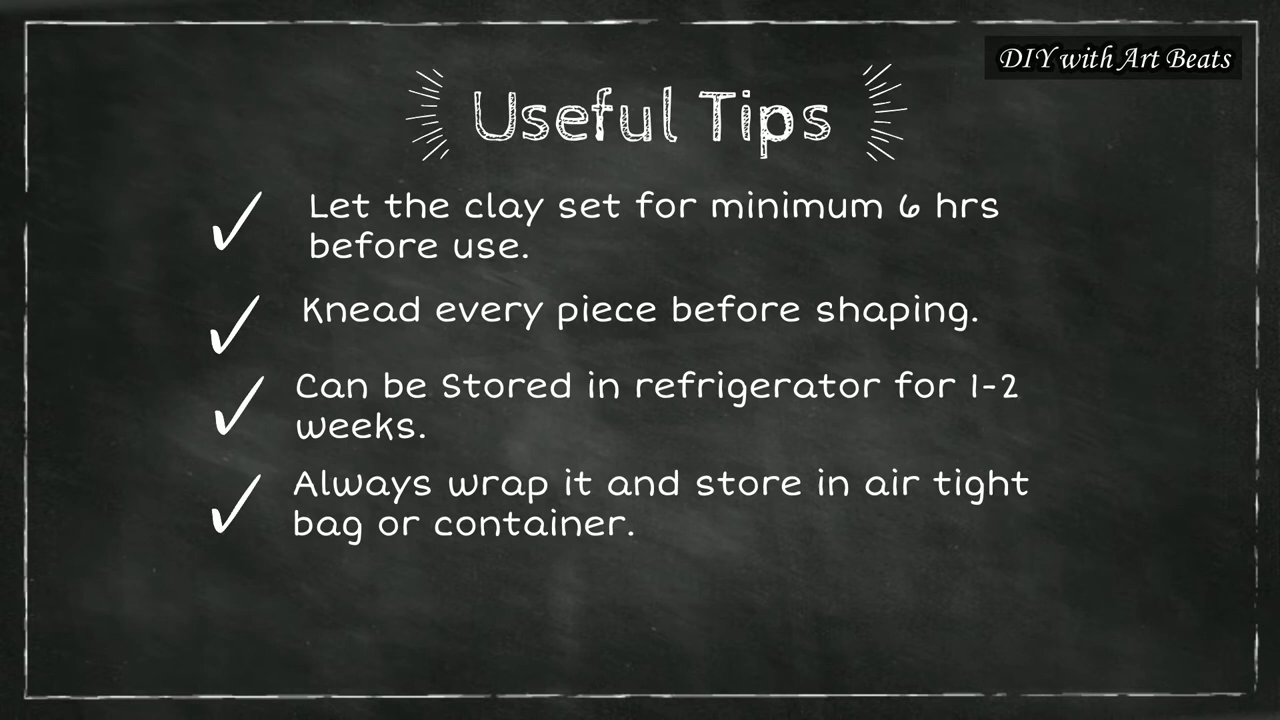 DIY with Art Beats
Useful Tips
Let the clay set for minimum 6 hrs
before use.
Knead every piece before shaping.
Can be Stored in refrigerator for 1-2
weeks.
Always wrap it and store in air tight
bag or container.